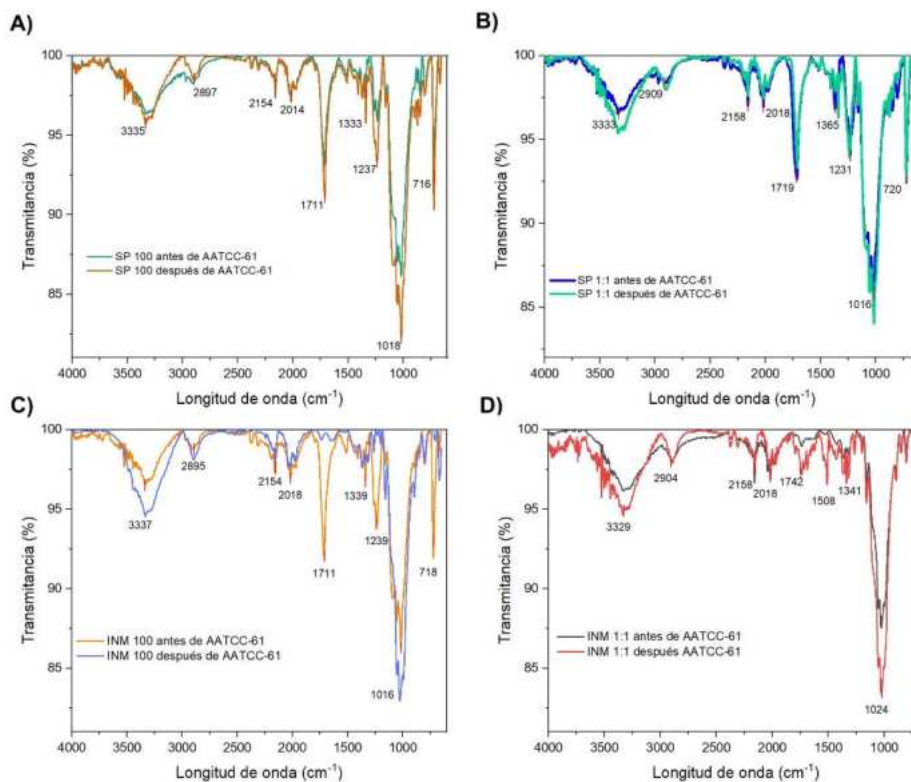 A)
100
95
90
85
Transmitancia (%)
3335
2897
2154
2014
1333
1237
1711
716
1018
SP 100 antes de AATCC-61
SP 100 después de AATCC-61
4000 3500 3000 2500 2000 1500 1000
Longitud de onda (cm⁻¹)
B)
100
95
90
85
Transmitancia (%)
3333
2909
2158
2018
1365
1231
1719
720
1016
SP 1:1 antes de AATCC-61
SP 1:1 después de AATCC-61
4000 3500 3000 2500 2000 1500 1000
Longitud de onda (cm⁻¹)
C)
100
95
90
85
Transmitancia (%)
3337
2895
2154
2018
1339
1239
1711
718
1016
INM 100 antes de AATCC-61
INM 100 después de AATCC-61
4000 3500 3000 2500 2000 1500 1000
Longitud de onda (cm⁻¹)
D)
100
95
90
85
Transmitancia (%)
3329
2904
2158
2018
1742
1508
1341
1024
INM 1:1 antes de AATCC-61
INM 1:1 después AATCC-61
4000 3500 3000 2500 2000 1500 1000
Longitud de onda (cm⁻¹)